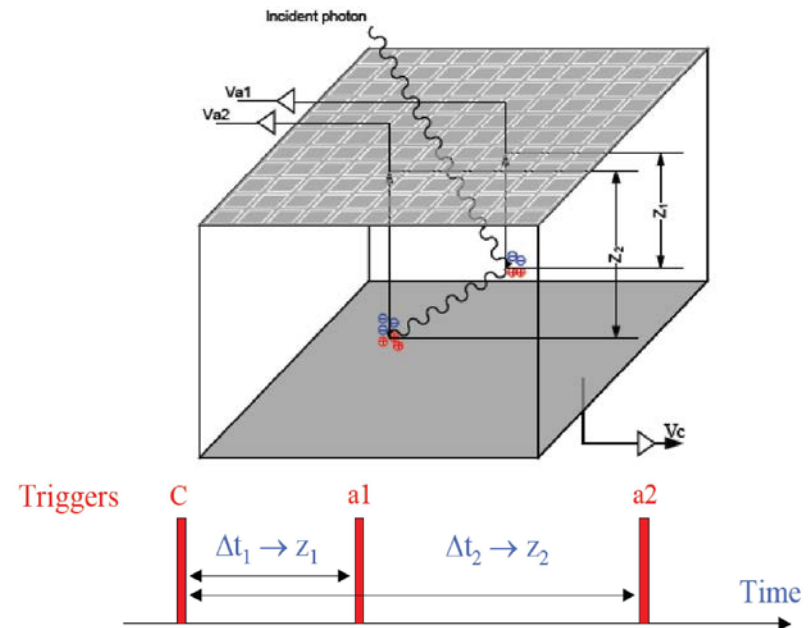 Incident photon
Va1
Va2
Z₁
Z₂
Vc
Triggers
C
a1
a2
Δt₁ → z₁
Δt₂ → z₂
Time